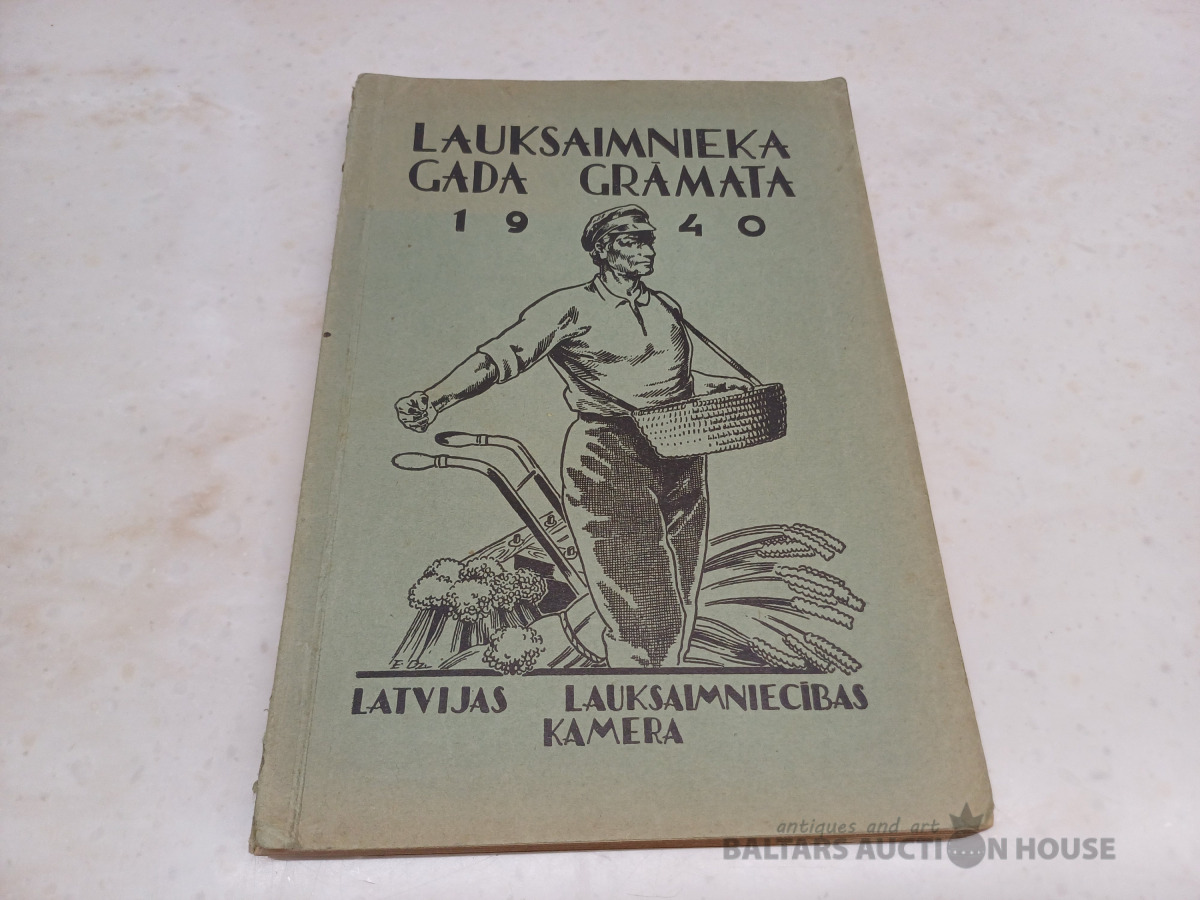 LAUKSAIMNIEKA
GADA GRĀMATA
1940
LATVIJAS LAUKSAIMNIECĪBAS
KAMERA
antiques and art
BALTARS AUCTION HOUSE